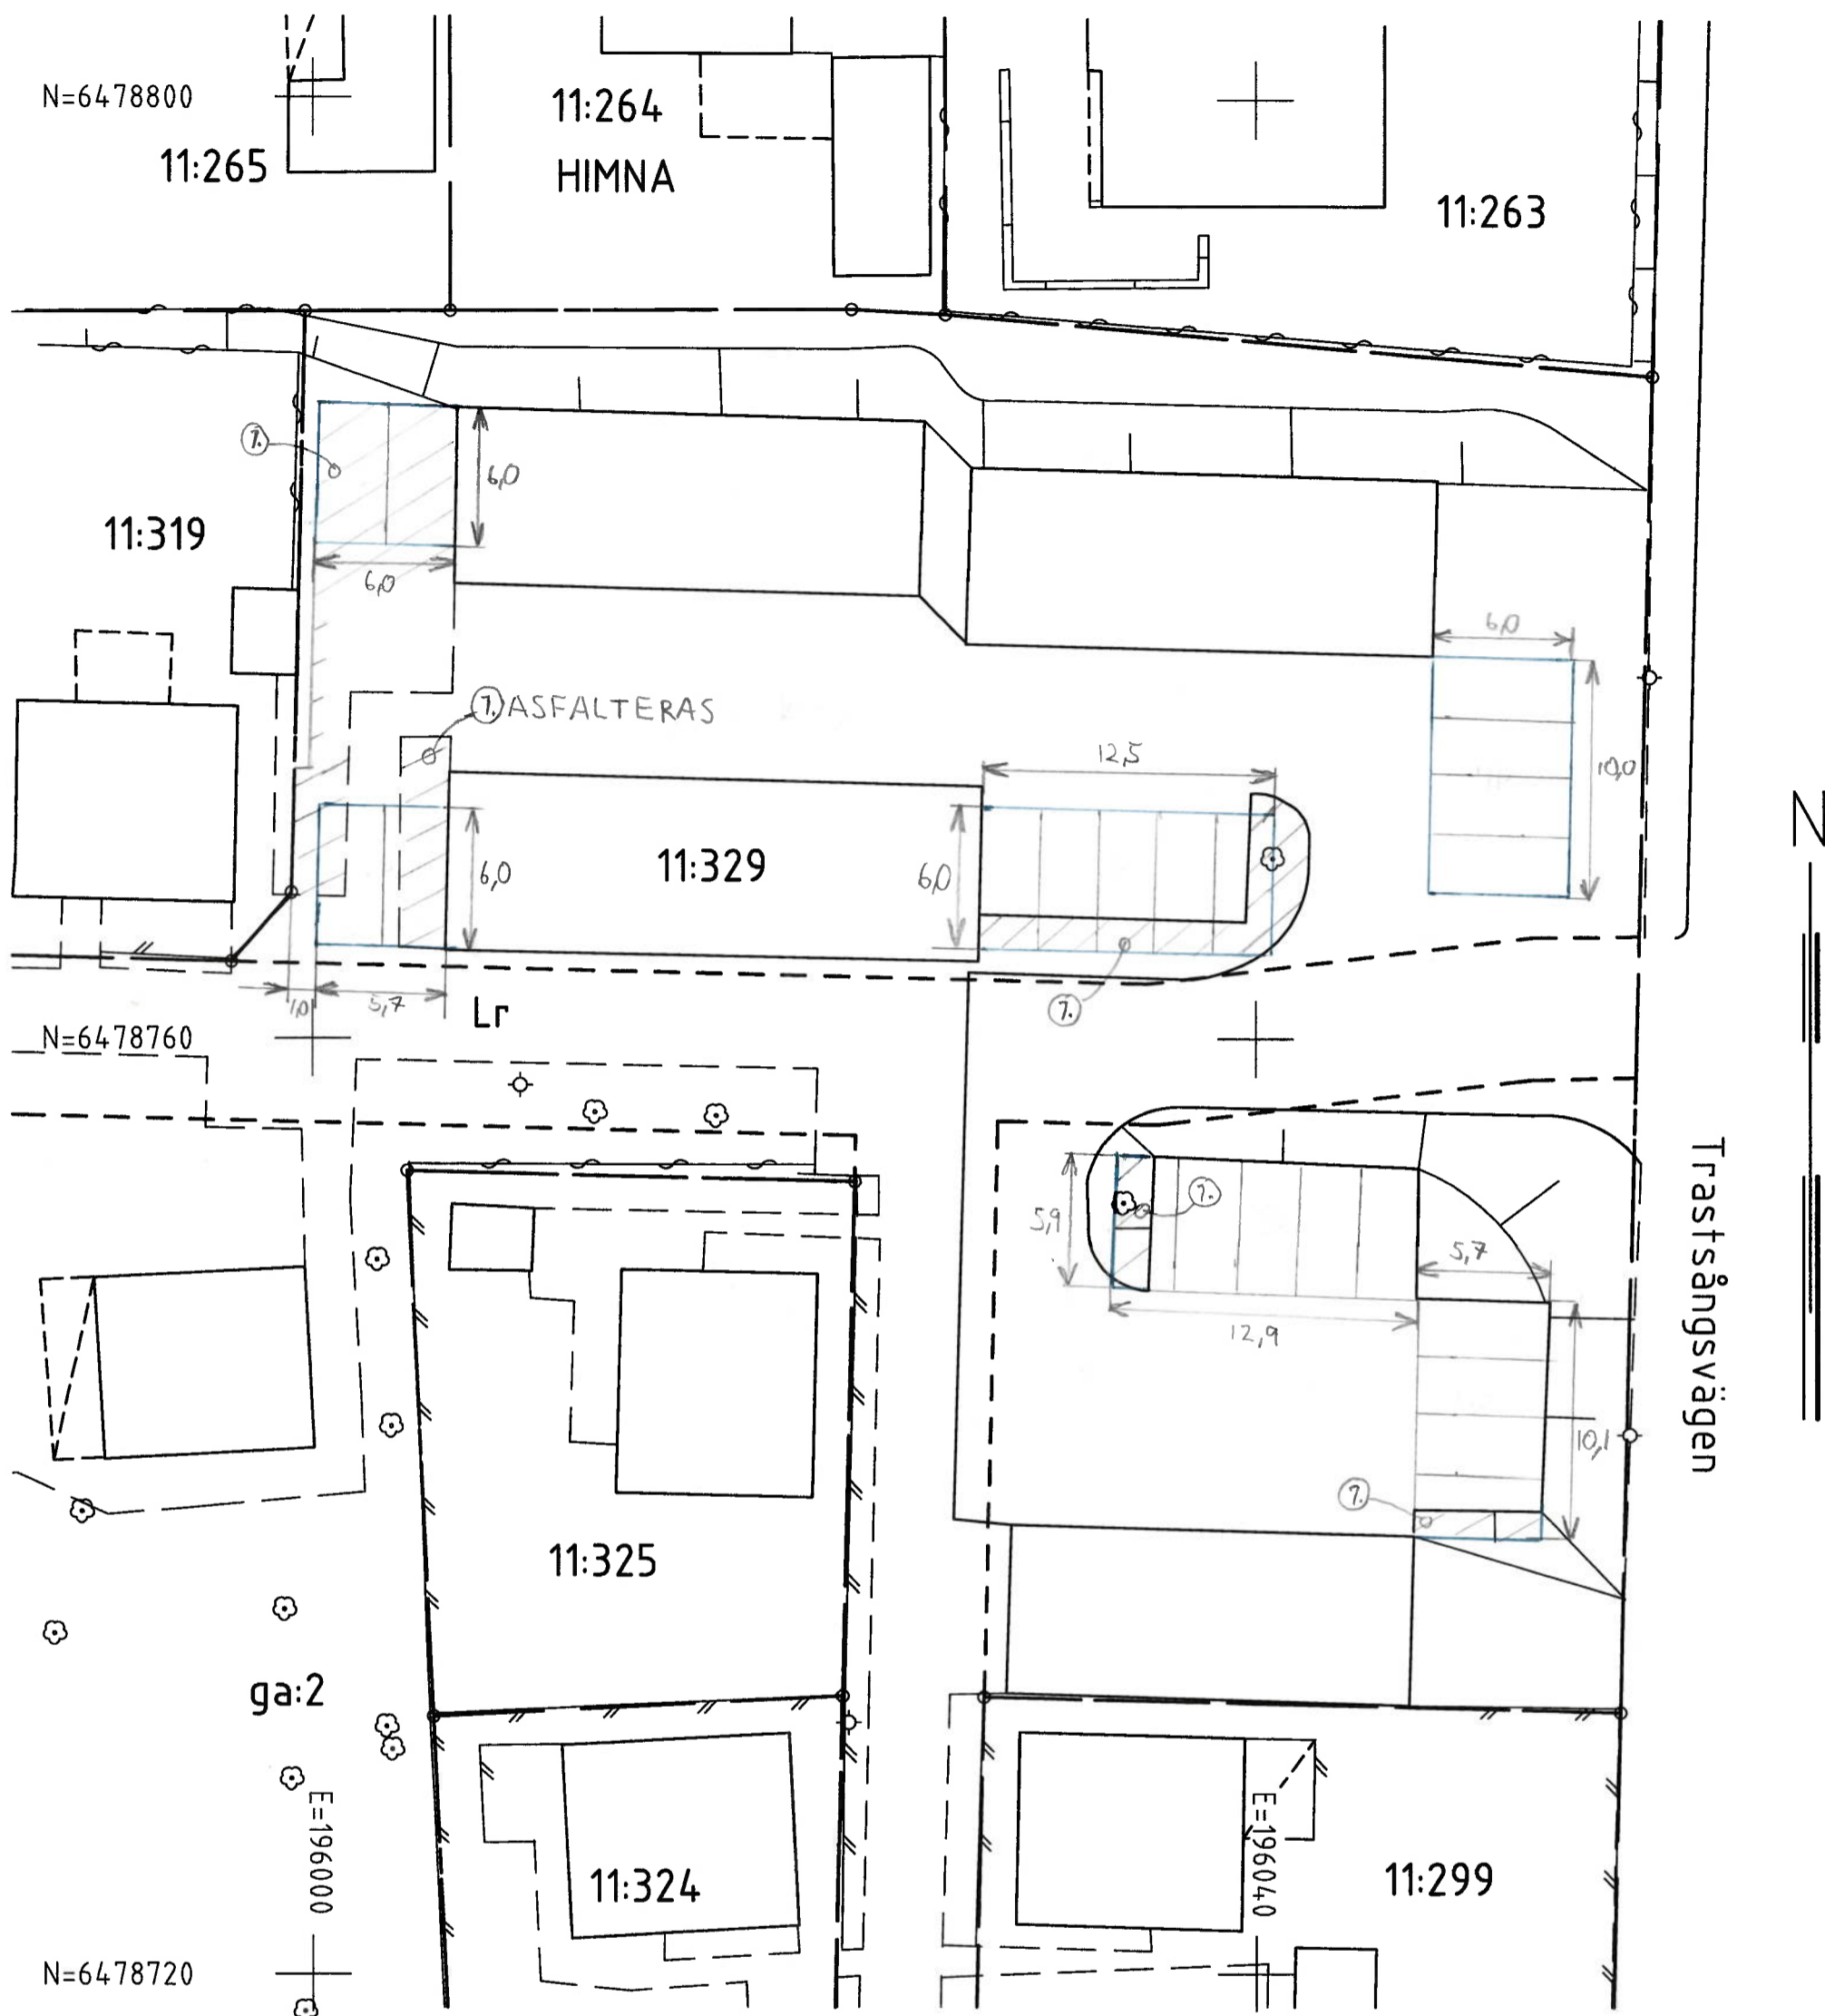 N=6478800
11:265
11:264
HIMNA
11:263
7.
6,0
6,0
11:319
6,0
7. ASFALTERAS
12,5
10,0
6,0
11:329
6,0
N
7.
1,0
5,7
Lr
N=6478760
Trastsångsvägen
7.
5,9
5,7
12,9
10,1
7.
11:325
ga:2
E=196000
E=196040
11:324
11:299
N=6478720